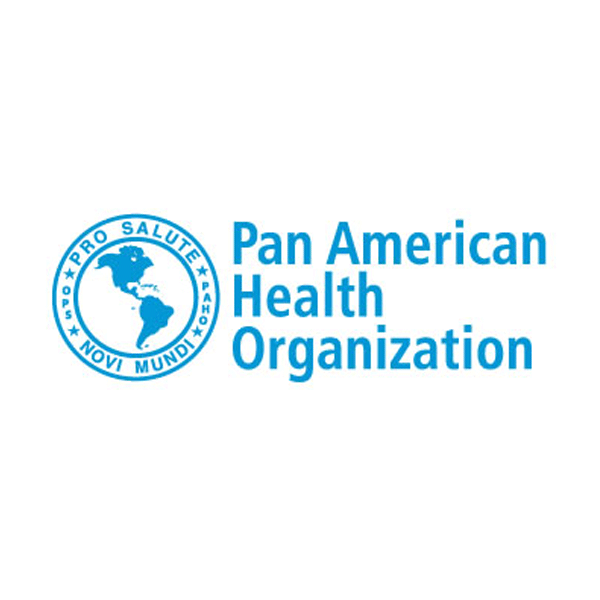 PRO SALUTE
OPS
PAHO
NOVI MUNDI
Pan American
Health
Organization